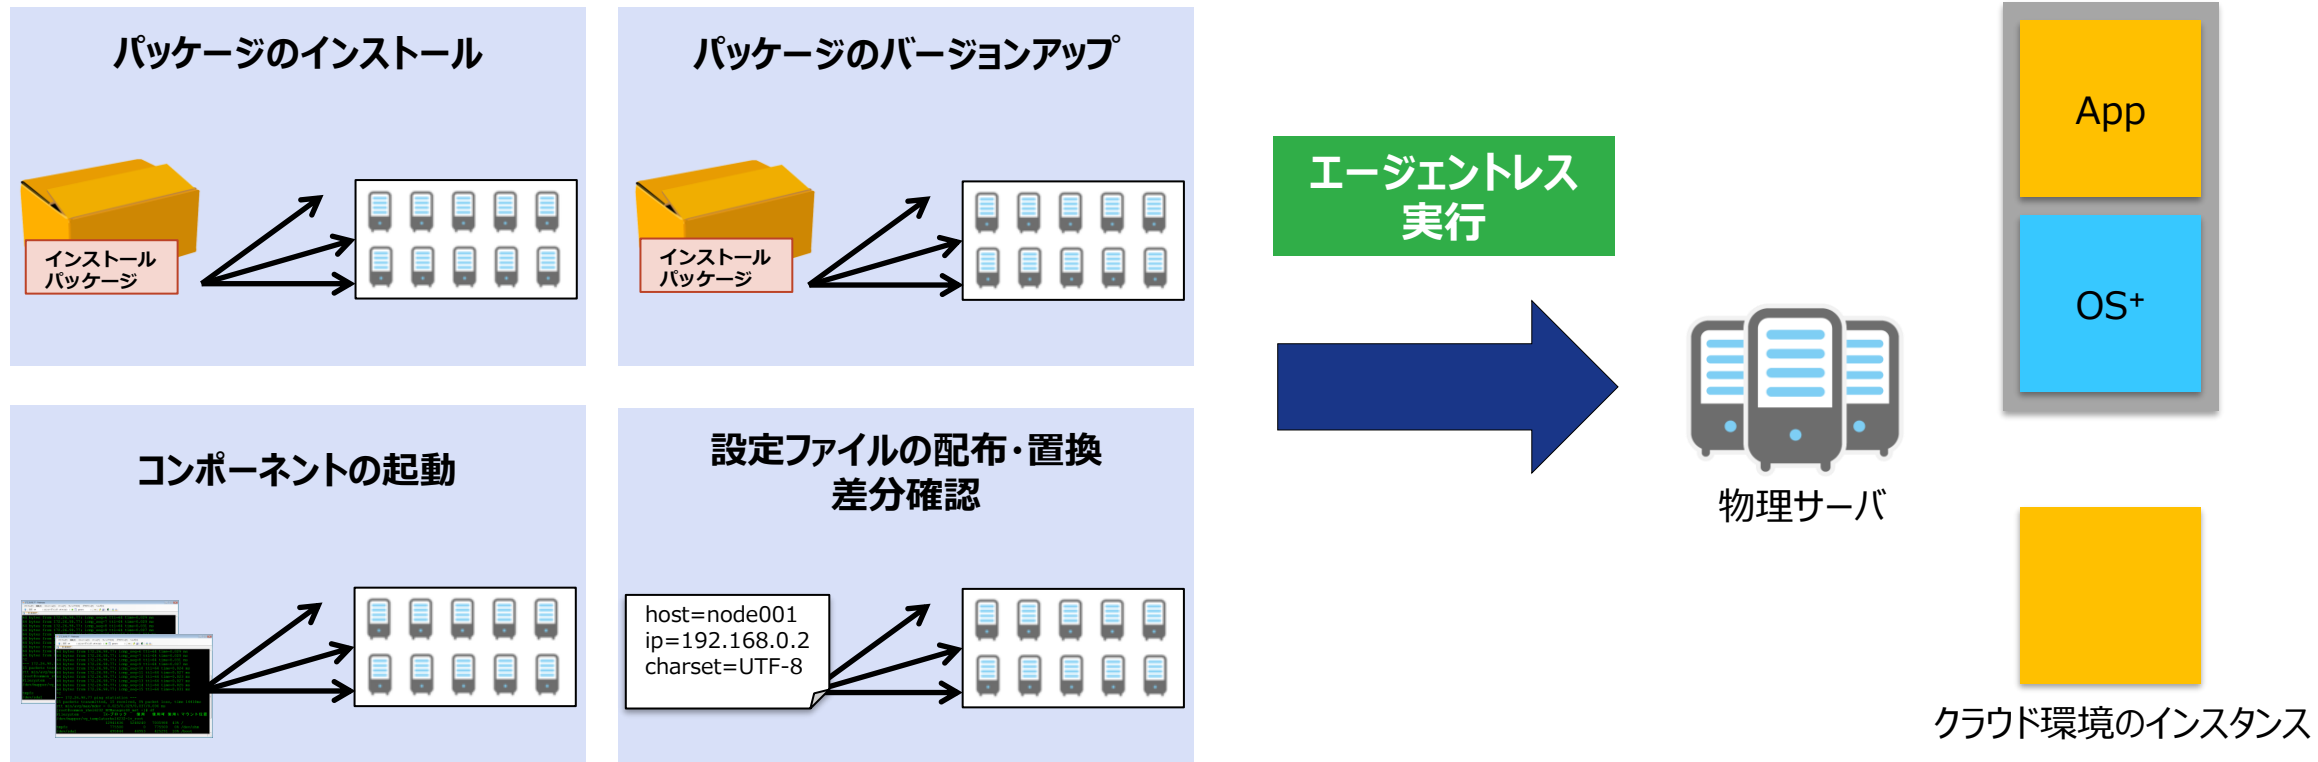 パッケージのインストール
インストール
パッケージ
パッケージのバージョンアップ
インストール
パッケージ
コンポーネントの起動
設定ファイルの配布・置換
差分確認
host=node001
ip=192.168.0.2
charset=UTF-8
エージェントレス
実行
物理サーバ
App
OS+
クラウド環境のインスタンス